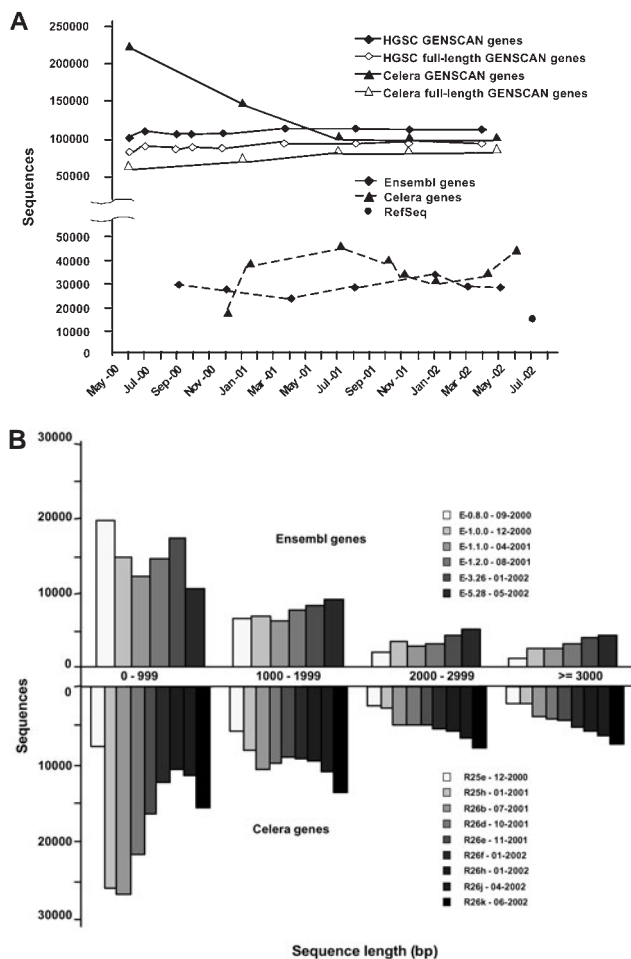 A
HGSC GENSCAN genes
HGSC full-length GENSCAN genes
Celera GENSCAN genes
Celera full-length GENSCAN genes
250000
200000
150000
100000
50000
Sequences
Ensembl genes
Celera genes
RefSeq
50000
40000
30000
20000
10000
0
May -00
Jul-00
Sep-00
Nov-00
Jan-01
Mar-01
May-01
Jul-01
Sep-01
Nov-01
Jan-02
Mar-02
May-02
Jul-02
B
30000
20000
10000
0
Sequences
Ensembl genes
E-0.8.0 - 09-2000
E-1.0.0 - 12-2000
E-1.1.0 - 04-2001
E-1.2.0 - 08-2001
E-3.26 - 01-2002
E-5.28 - 05-2002
0 - 999
1000 - 1999
2000 - 2999
>= 3000
0
10000
20000
30000
Celera genes
R25e - 12-2000
R25h - 01-2001
R26b - 07-2001
R26d - 10-2001
R26e - 11-2001
R26f - 01-2002
R26h - 01-2002
R26j - 04-2002
R26k - 06-2002
Sequence length (bp)